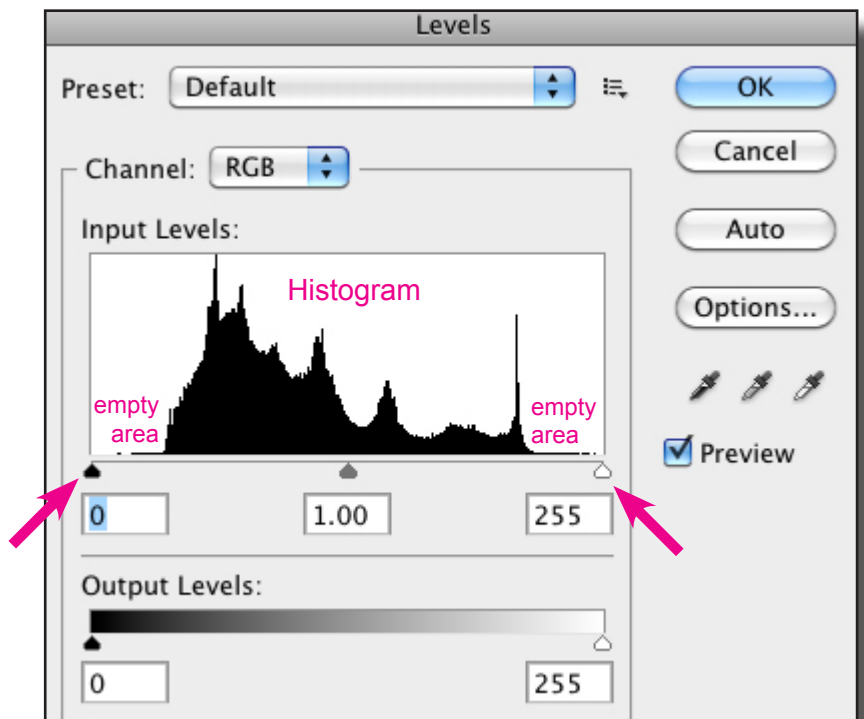 Levels
Preset: Default
OK
Channel: RGB
Cancel
Input Levels:
Auto
Histogram
Options...
empty
area
empty
area
Preview
0 1.00 255
Output Levels:
0 255